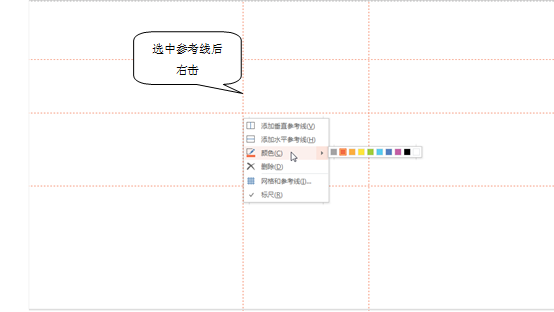 选中参考线后
右击
添加垂直参考线(V)
添加水平参考线(H)
颜色(C)
删除(D)
网格和参考线(I)...
标尺(R)